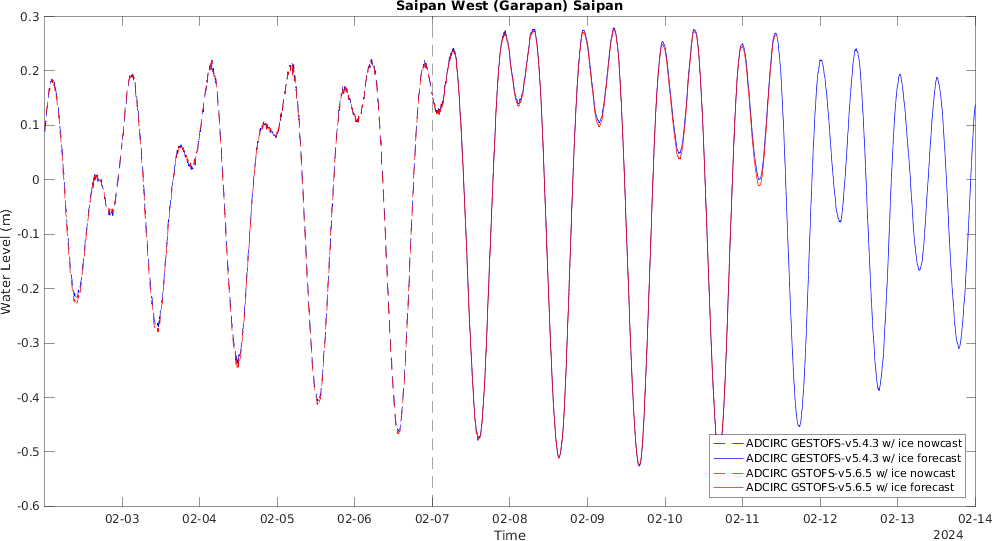 Saipan West (Garapan) Saipan
0.3
0.2
0.1
0
-0.1
-0.2
-0.3
-0.4
-0.5
-0.6
Water Level (m)
ADCIRC GESTOFS-v5.4.3 w/ ice nowcast
ADCIRC GESTOFS-v5.4.3 w/ ice forecast
ADCIRC GSTOFS-v5.6.5 w/ ice nowcast
ADCIRC GSTOFS-v5.6.5 w/ ice forecast
02-03 02-04 02-05 02-06 02-07 02-08 02-09 02-10 02-11 02-12 02-13 02-14
Time
2024